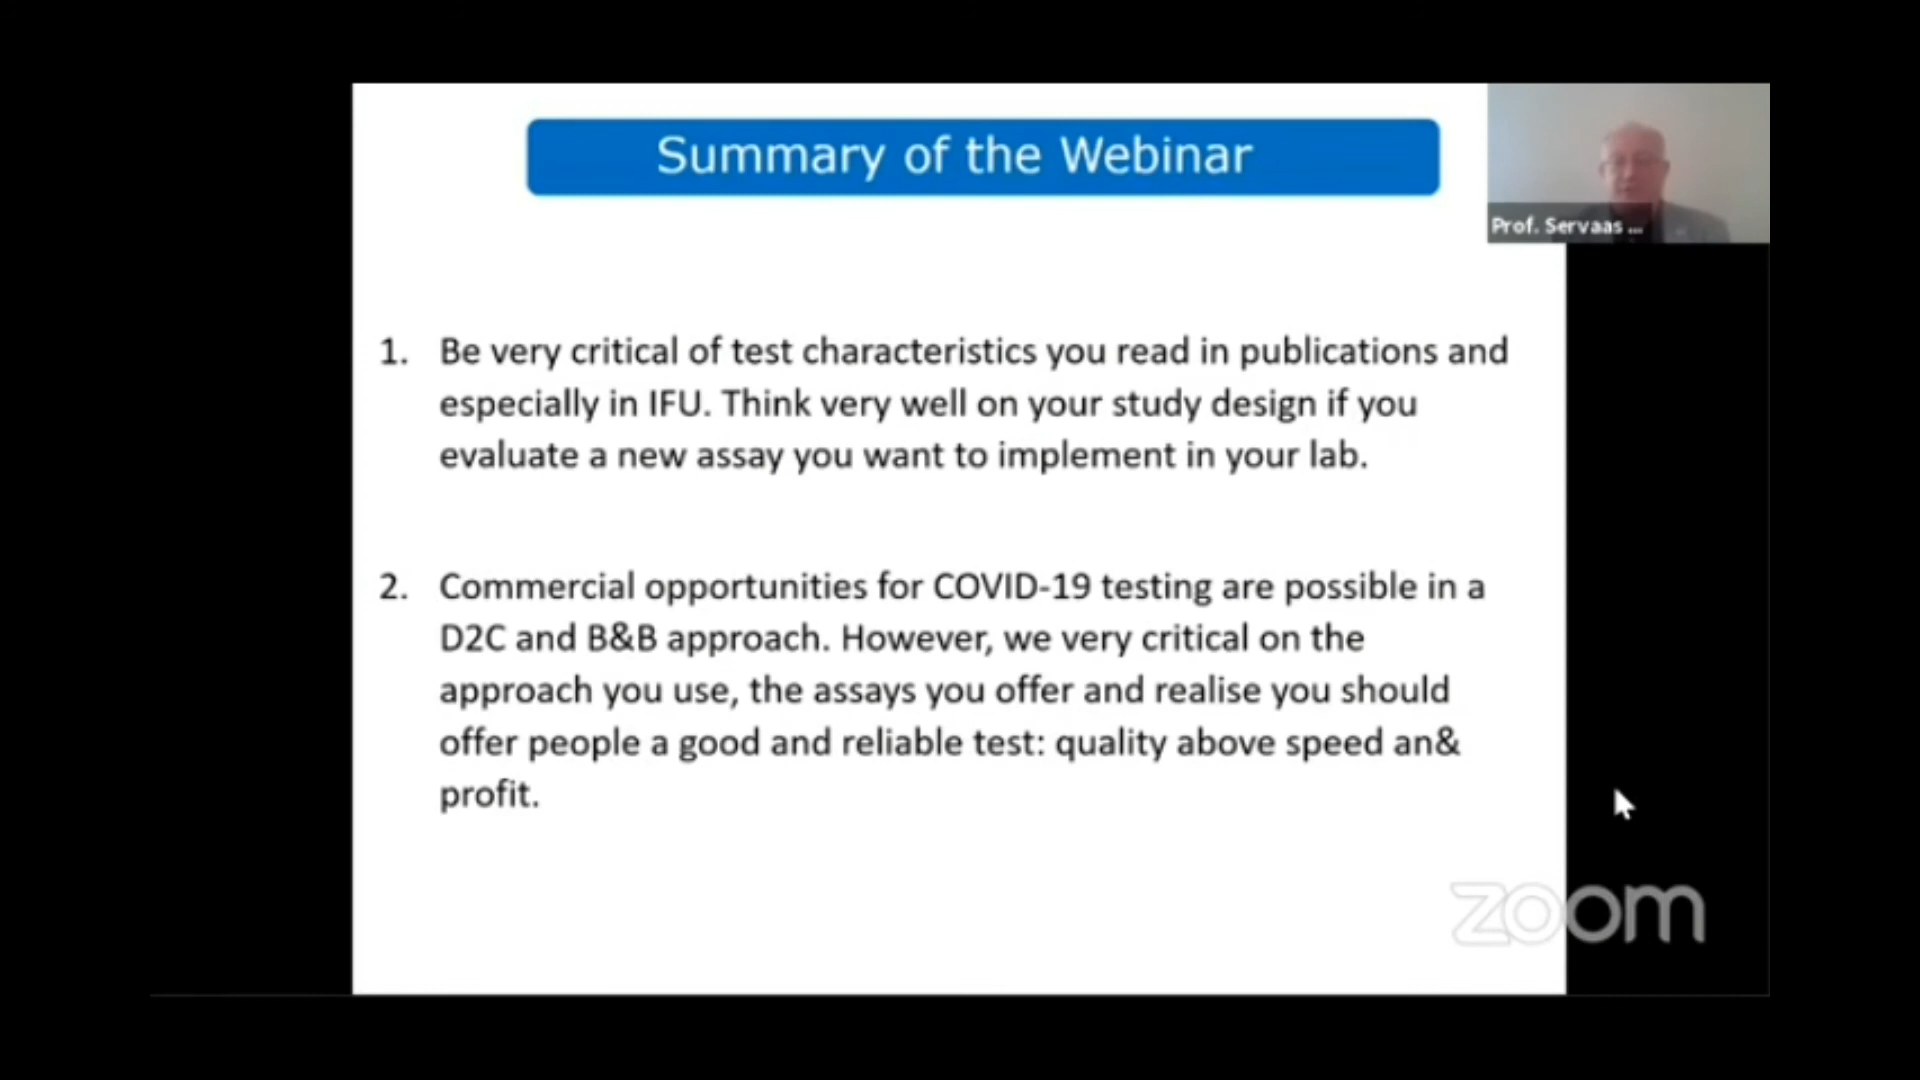 Summary of the Webinar
Prof. Servaas ...
1. Be very critical of test characteristics you read in publications and
especially in IFU. Think very well on your study design if you
evaluate a new assay you want to implement in your lab.
2. Commercial opportunities for COVID-19 testing are possible in a
D2C and B&B approach. However, we very critical on the
approach you use, the assays you offer and realise you should
offer people a good and reliable test: quality above speed an&
profit.
zoom